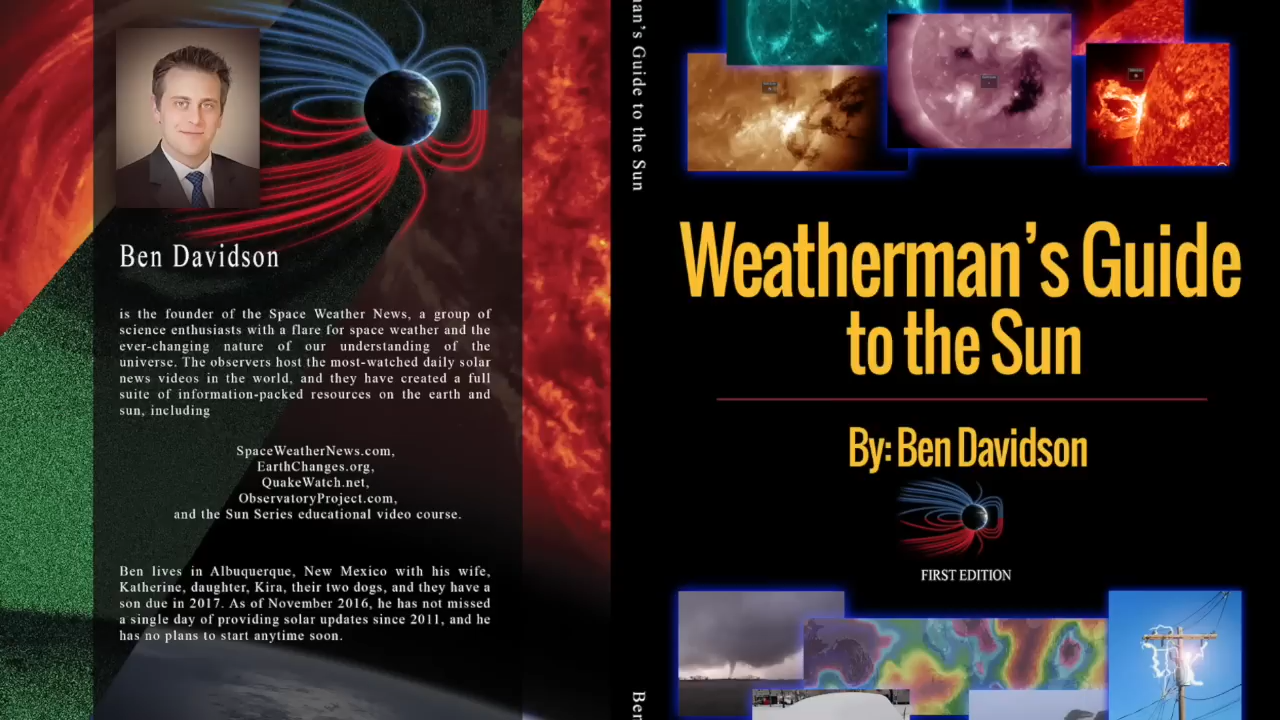 Ben Davidson
is the founder of the Space Weather News, a group of
science enthusiasts with a flare for space weather and the
ever-changing nature of our understanding of the
universe. The observers host the most-watched daily solar
news videos in the world, and they have created a full
suite of information-packed resources on the earth and
sun, including
SpaceWeatherNews.com,
EarthChanges.org,
QuakeWatch.net,
ObservatoryProject.com,
and the Sun Series educational video course.
Ben lives in Albuquerque, New Mexico with his wife,
Katherine, daughter, Kira, their two dogs, and they have a
son due in 2017. As of November 2016, he has not missed
a single day of providing solar updates since 2011, and he
has no plans to start anytime soon.
man's Guide to the Sun
Ben
Weatherman's Guide
to the Sun
By: Ben Davidson
FIRST EDITION